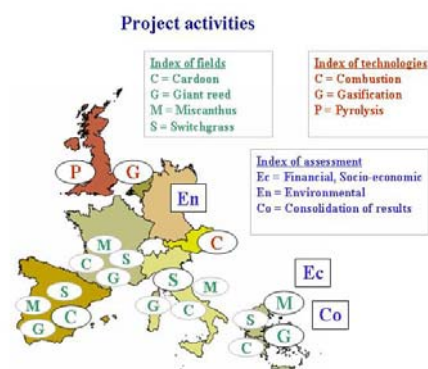 Project activities
Index of fields
C = Cardoon
G = Giant reed
M = Miscanthus
S = Switchgrass
Index of technologies
C = Combustion
G = Gasification
P = Pyrolysis
Index of assessment
Ec = Financial, Socio-economic
En = Environmental
Co = Consolidation of results
P
G
En
M
C
S
C
G
S
M
Ec
M
S
G
C
M
Co
S
G
C
G
C